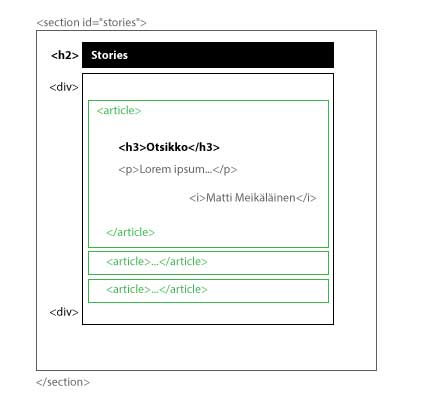 <section id="stories">
<h2> Stories
<div>
<article>
<h3>Otsikko</h3>
<p>Lorem ipsum...</p>
<i>Matti Meikäläinen</i>
</article>
<article>...</article>
<article>...</article>
<div>
</section>